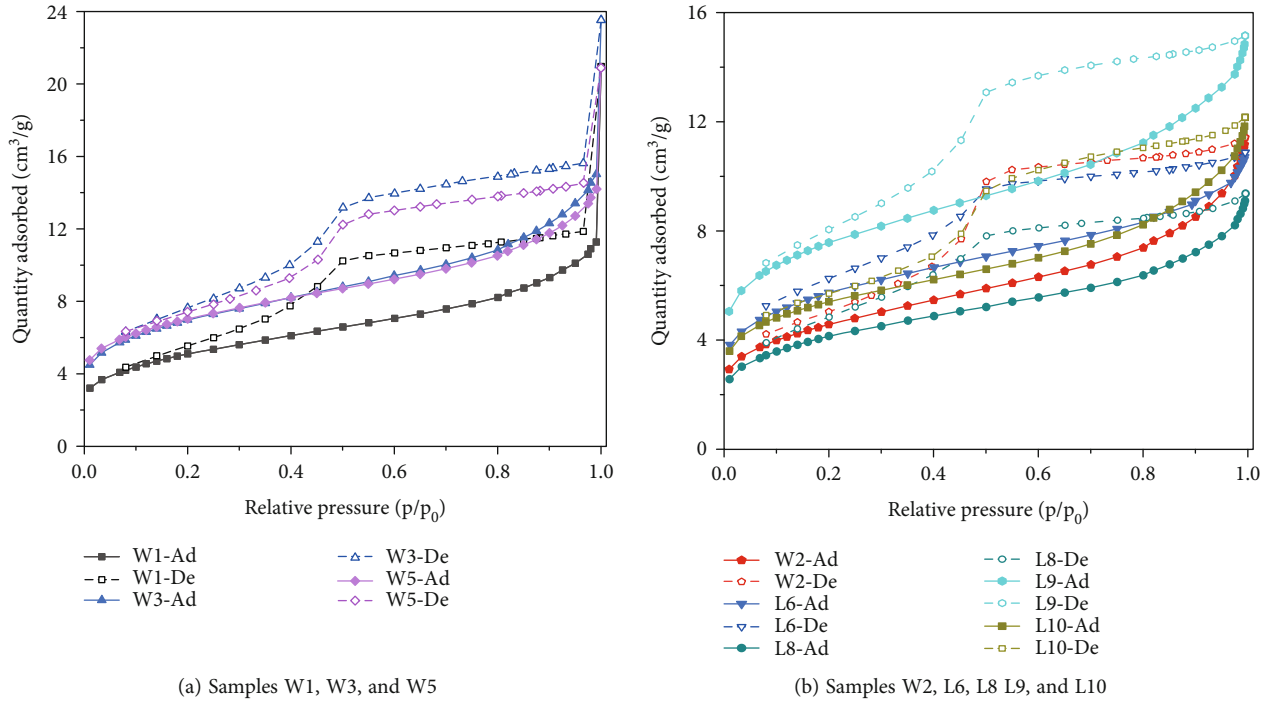 24
20
16
12
8
4
0
Quantity adsorbed (cm³/g)
0.0 0.2 0.4 0.6 0.8 1.0
Relative pressure (p/p₀)
W1-Ad
W1-De
W3-Ad
W3-De
W5-Ad
W5-De
(a) Samples W1, W3, and W5
16
12
8
4
0
Quantity adsorbed (cm³/g)
0.0 0.2 0.4 0.6 0.8 1.0
Relative pressure (p/p₀)
W2-Ad
W2-De
L6-Ad
L6-De
L8-Ad
L8-De
L9-Ad
L9-De
L10-Ad
L10-De
(b) Samples W2, L6, L8 L9, and L10